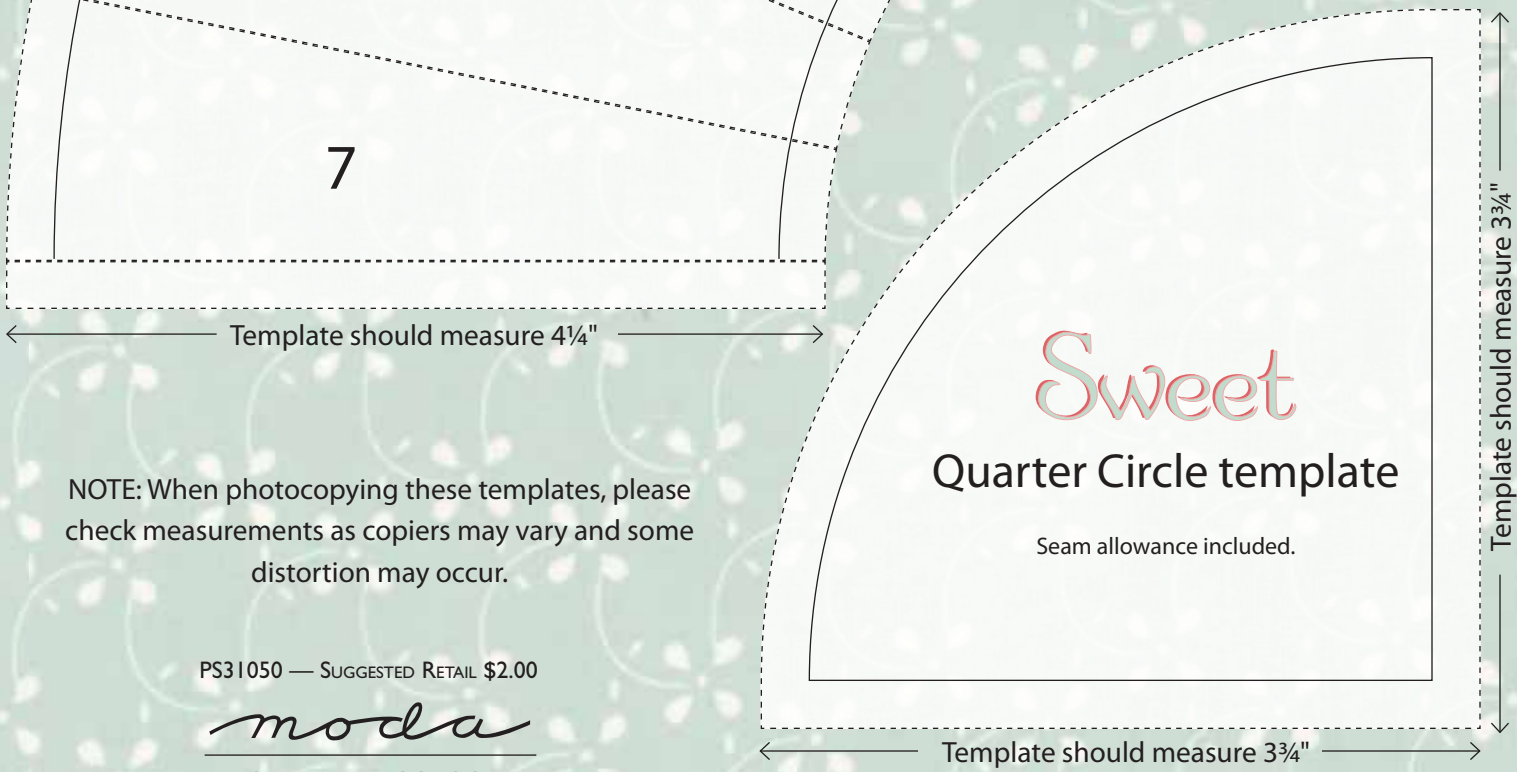 7
Template should measure 4¼"
NOTE: When photocopying these templates, please
check measurements as copiers may vary and some
distortion may occur.
PS31050 — Suggested Retail $2.00
moda
Sweet
Quarter Circle template
Seam allowance included.
Template should measure 3¾"
Template should measure 3¾"